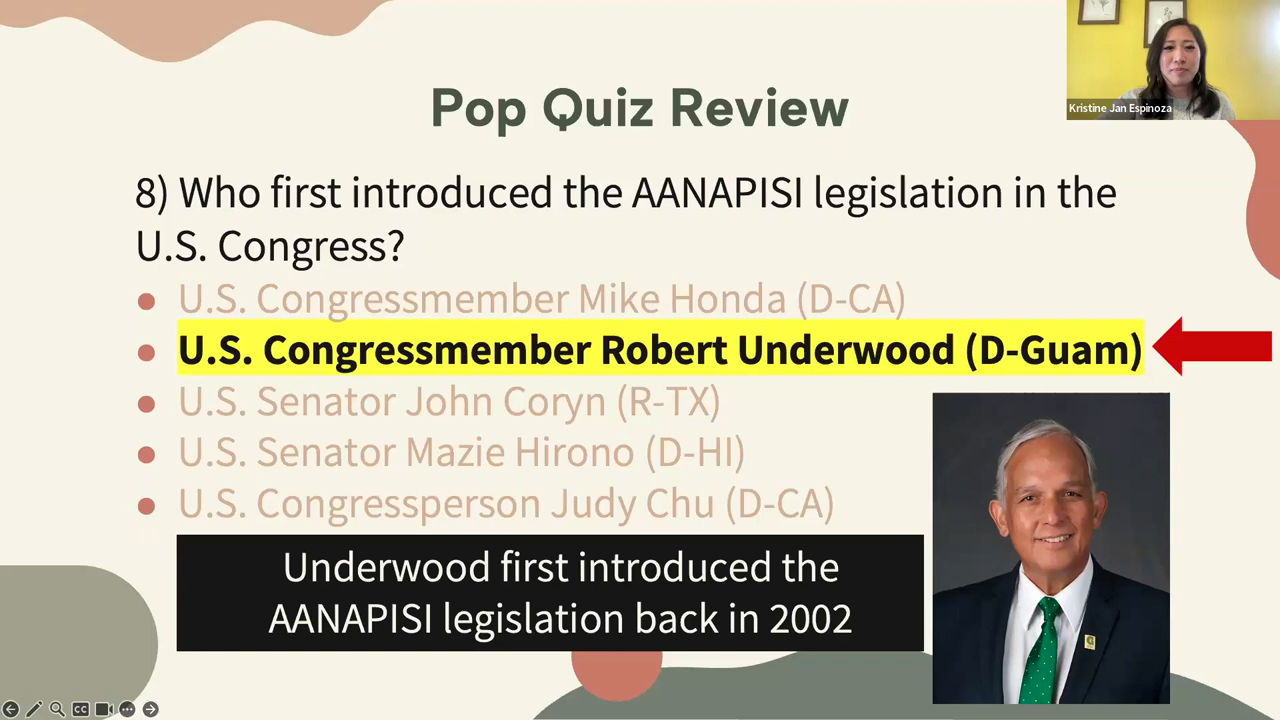 Kristine Jan Espinoza
Pop Quiz Review
8) Who first introduced the AANAPISI legislation in the
U.S. Congress?
● U.S. Congressmember Mike Honda (D-CA)
● U.S. Congressmember Robert Underwood (D-Guam)
● U.S. Senator John Coryn (R-TX)
● U.S. Senator Mazie Hirono (D-HI)
● U.S. Congressperson Judy Chu (D-CA)
Underwood first introduced the
AANAPISI legislation back in 2002
CC